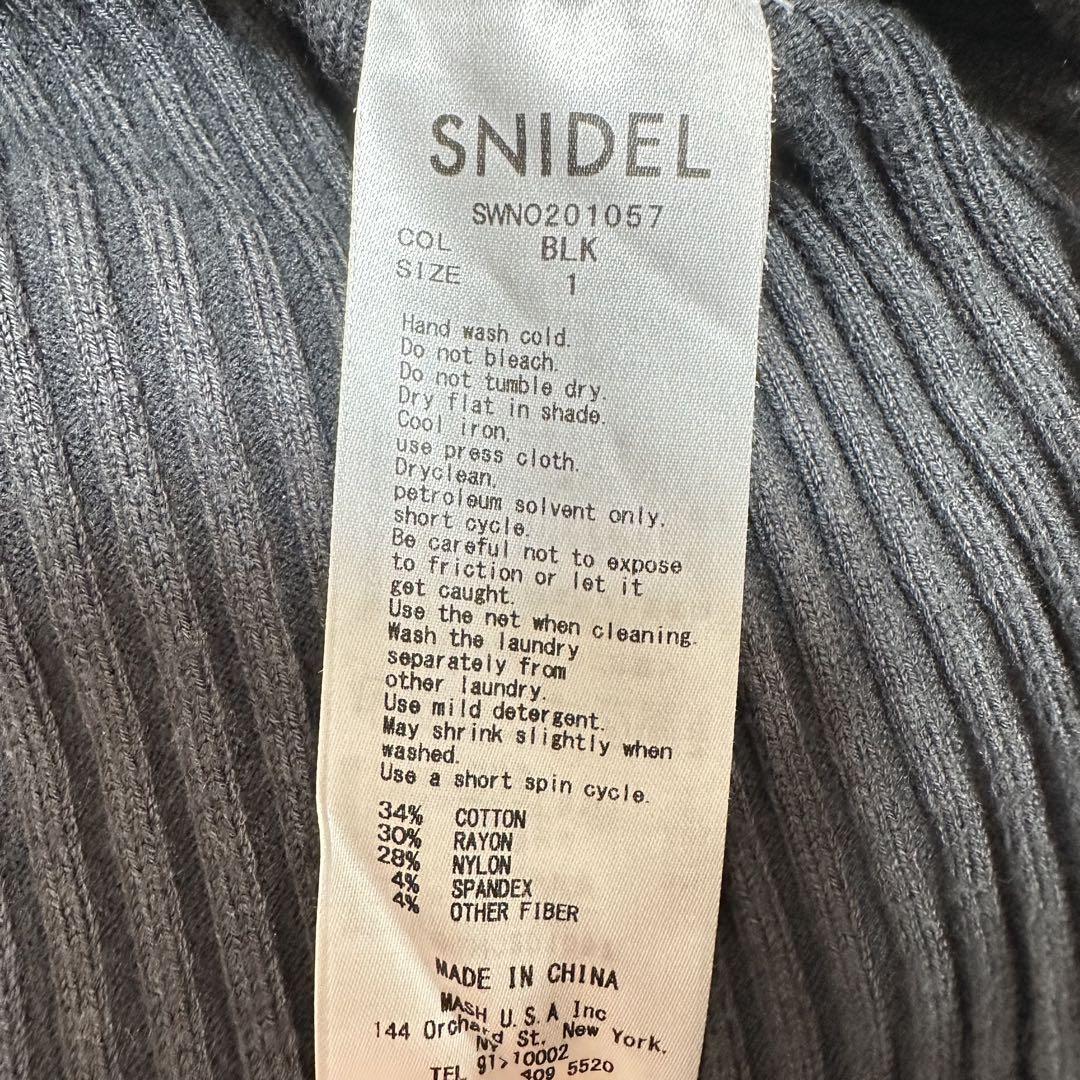 SNIDEL
SWNO201057
COL BLK
SIZE 1
Hand wash cold.
Do not bleach.
Do not tumble dry.
Dry flat in shade.
Cool iron.
use press cloth.
Dryclean.
petroleum solvent only.
short cycle.
Be careful not to expose
to friction or let it
get caught.
Use the net when cleaning.
Wash the laundry
separately from
other laundry.
Use mild detergent.
May shrink slightly when
washed.
Use a short spin cycle.
34% COTTON
30% RAYON
28% NYLON
4% SPANDEX
4% OTHER FIBER
MADE IN CHINA
MASH U.S.A Inc
144 Orchard St. New York.
NY 10002
TEL 5520